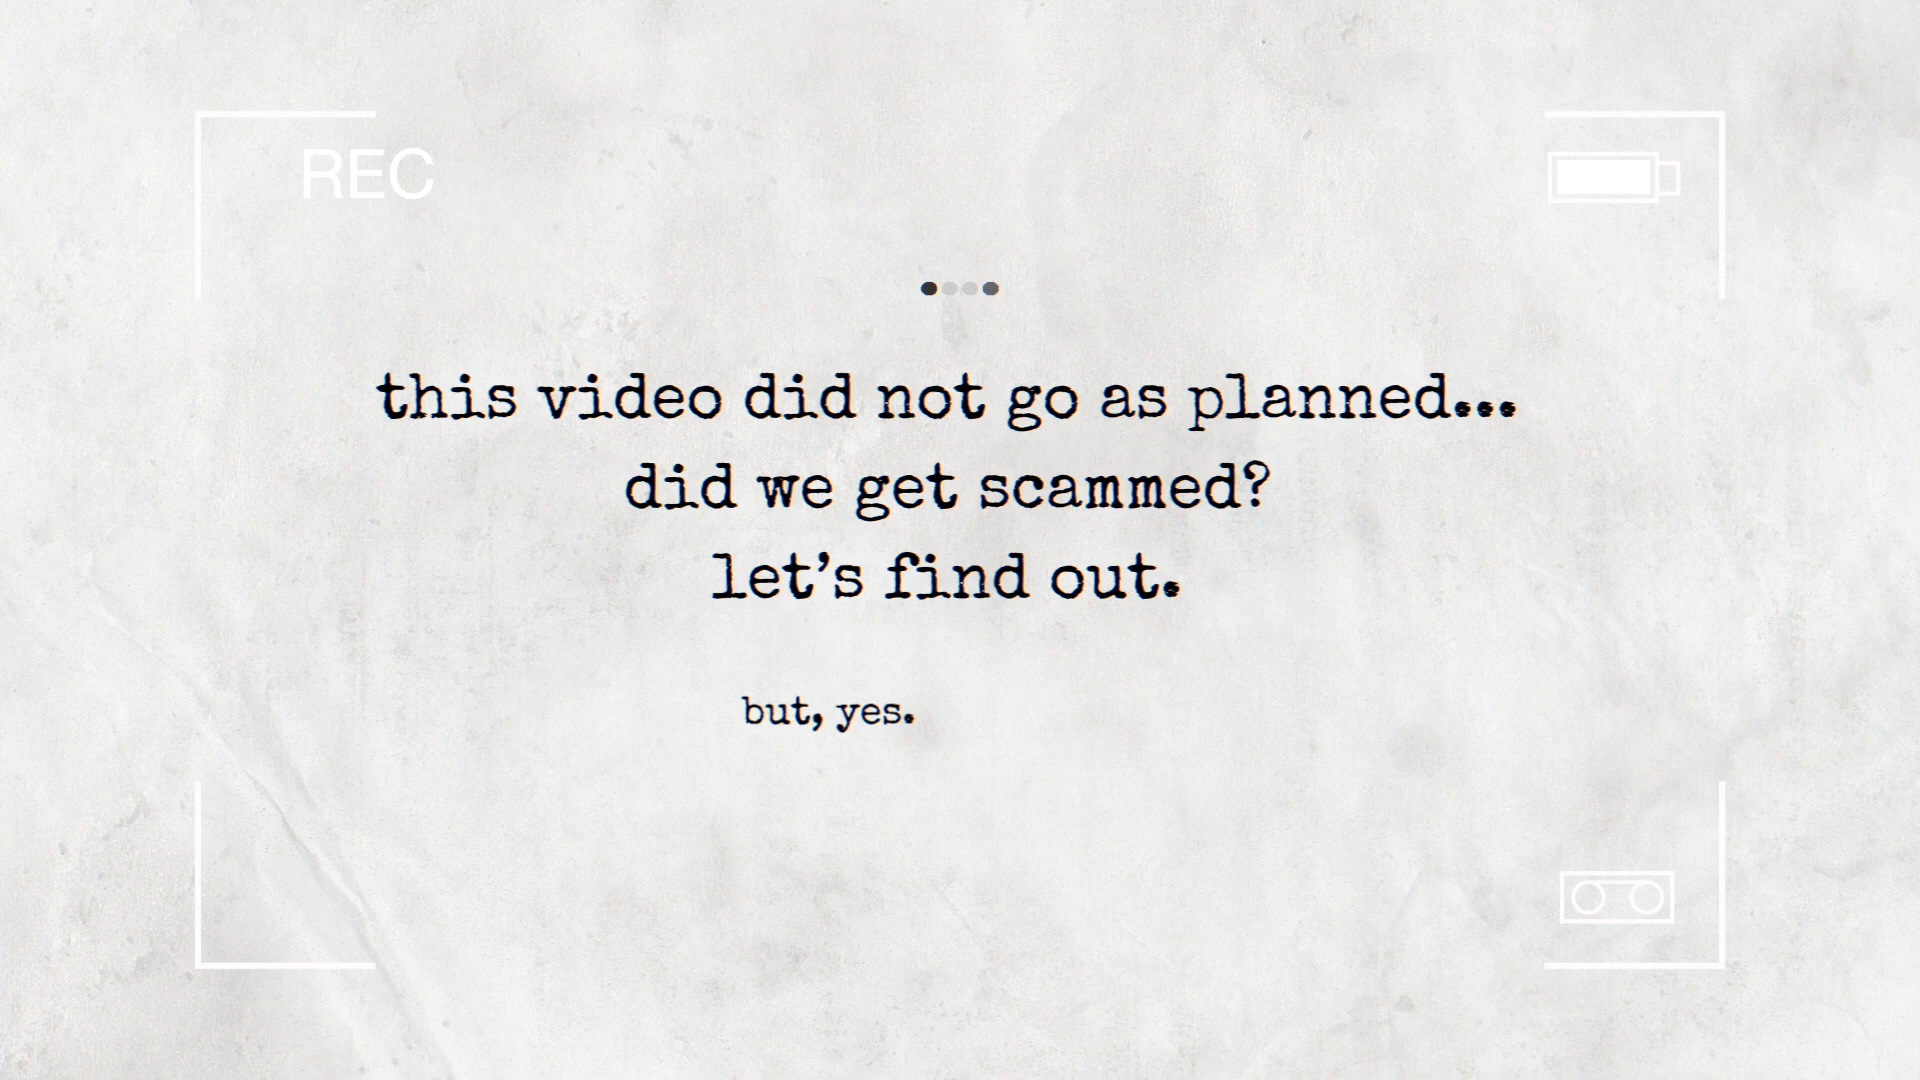 REC
this video did not go as planned...
did we get scammed?
let’s find out.
but, yes.